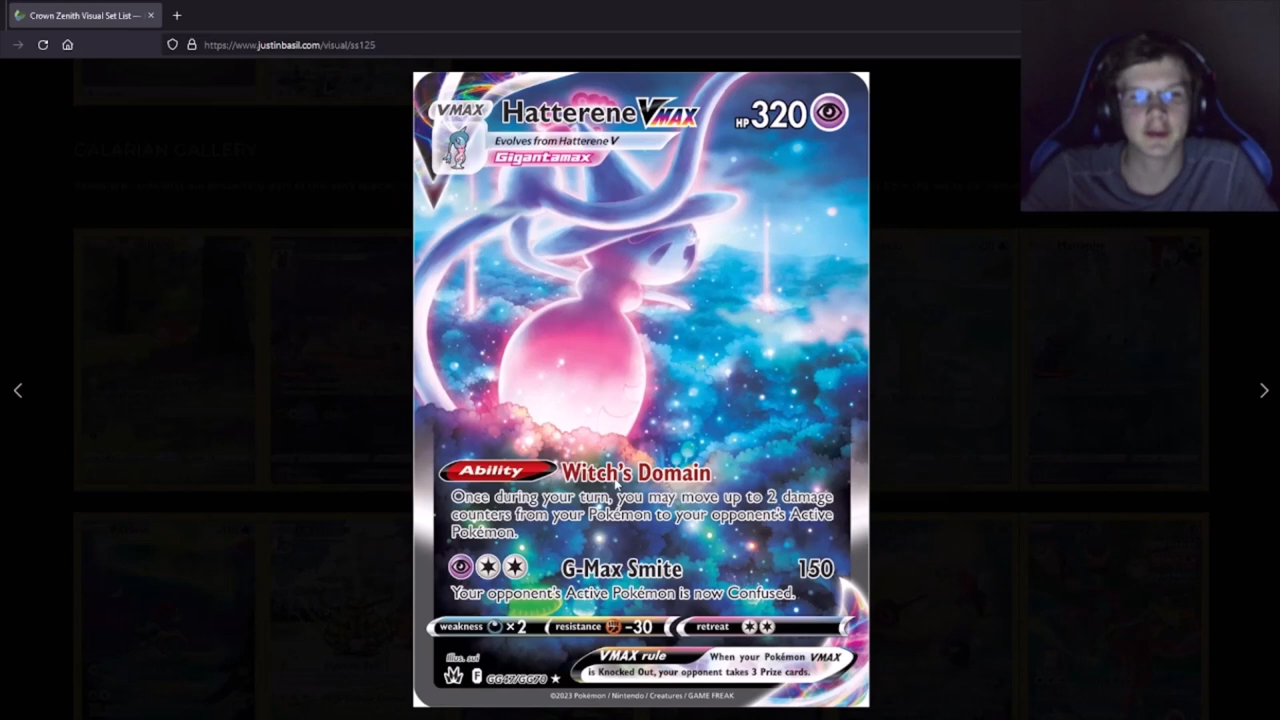 Crown Zenith Visual Set List —
https://www.justinbasil.com/visual/ss125
GALARIAN GALLERY
VMAX
Hatterene VMAX
HP 320
Evolves from Hatterene V
Gigantamax
Ability
Witch's Domain
Once during your turn, you may move up to 2 damage
counters from your Pokémon to your opponent's Active
Pokémon.
G-Max Smite 150
Your opponent's Active Pokémon is now Confused.
weakness ×2 resistance -30 retreat
Illus. sui
VMAX rule When your Pokémon VMAX
is Knocked Out, your opponent takes 3 Prize cards.
F GG47/GG70
©2023 Pokémon / Nintendo / Creatures / GAME FREAK